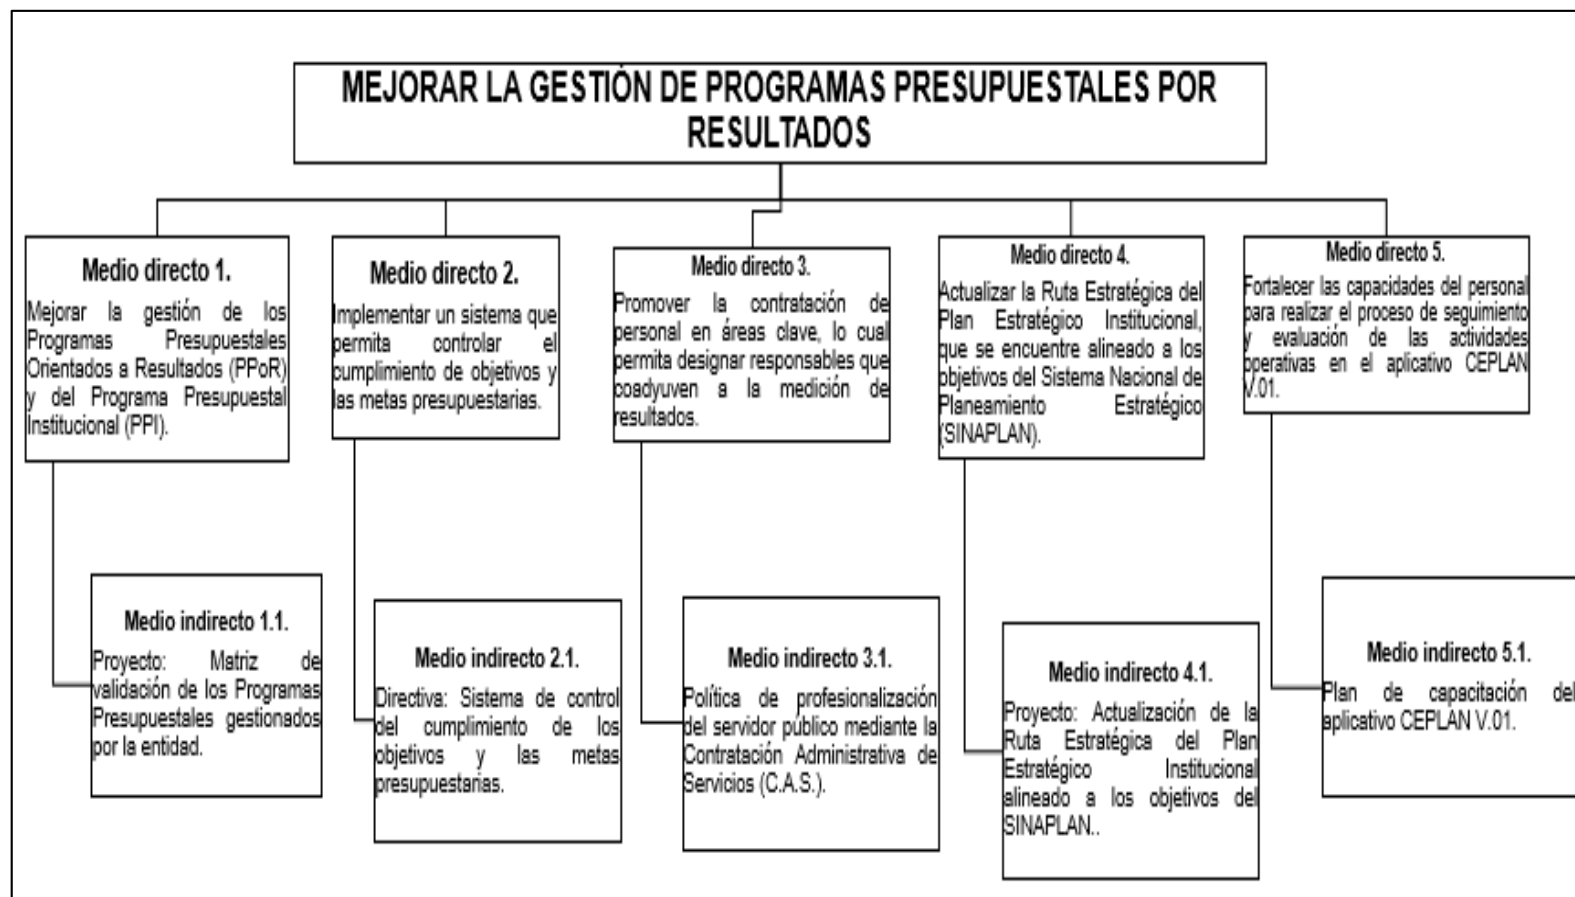 MEJORAR LA GESTIÓN DE PROGRAMAS PRESUPUESTALES POR
RESULTADOS
Medio directo 1.
Mejorar la gestión de los
Programas Presupuestales
Orientados a Resultados (PPoR)
y del Programa Presupuestal
Institucional (PPI).
Medio directo 2.
Implementar un sistema que
permita controlar el
cumplimiento de objetivos y
las metas presupuestarias.
Medio directo 3.
Promover la contratación de
personal en áreas clave, lo cual
permita designar responsables que
coadyuven a la medición de
resultados.
Medio directo 4.
Actualizar la Ruta Estratégica del
Plan Estratégico Institucional,
que se encuentre alineado a los
objetivos del Sistema Nacional de
Planeamiento Estratégico
(SINAPLAN).
Medio directo 5.
Fortalecer las capacidades del personal
para realizar el proceso de seguimiento
y evaluación de las actividades
operativas en el aplicativo CEPLAN
V.01.
Medio indirecto 1.1.
Proyecto: Matriz de
validación de los Programas
Presupuestales gestionados
por la entidad.
Medio indirecto 2.1.
Directiva: Sistema de control
del cumplimiento de los
objetivos y las metas
presupuestarias.
Medio indirecto 3.1.
Política de profesionalización
del servidor público mediante la
Contratación Administrativa de
Servicios (C.A.S.).
Medio indirecto 4.1.
Proyecto: Actualización de la
Ruta Estratégica del Plan
Estratégico Institucional
alineado a los objetivos del
SINAPLAN..
Medio indirecto 5.1.
Plan de capacitación del
aplicativo CEPLAN V.01.